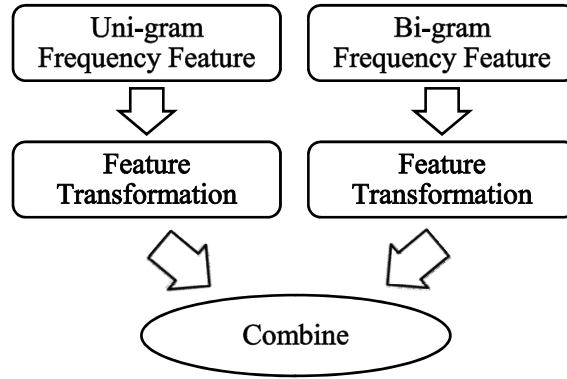 Uni-gram
Frequency Feature
Bi-gram
Frequency Feature
Feature
Transformation
Feature
Transformation
Combine